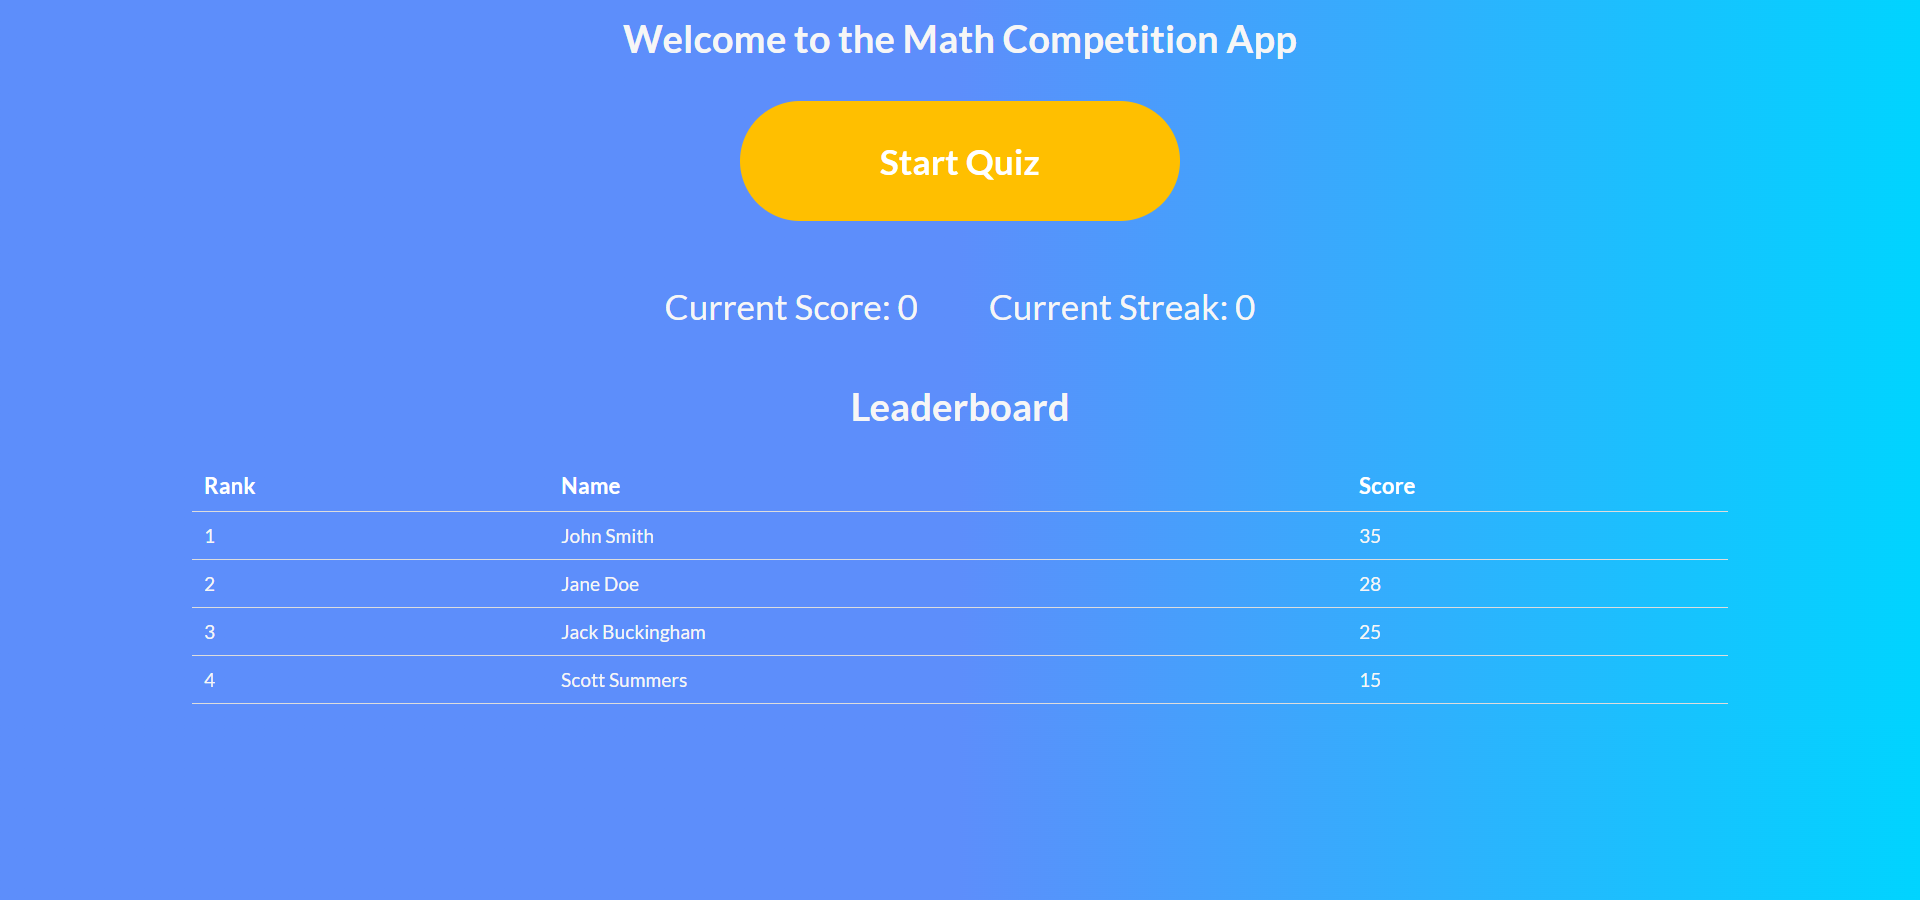 Welcome to the Math Competition App
Start Quiz
Current Score: 0 Current Streak: 0
Leaderboard
Rank Name Score
1 John Smith 35
2 Jane Doe 28
3 Jack Buckingham 25
4 Scott Summers 15